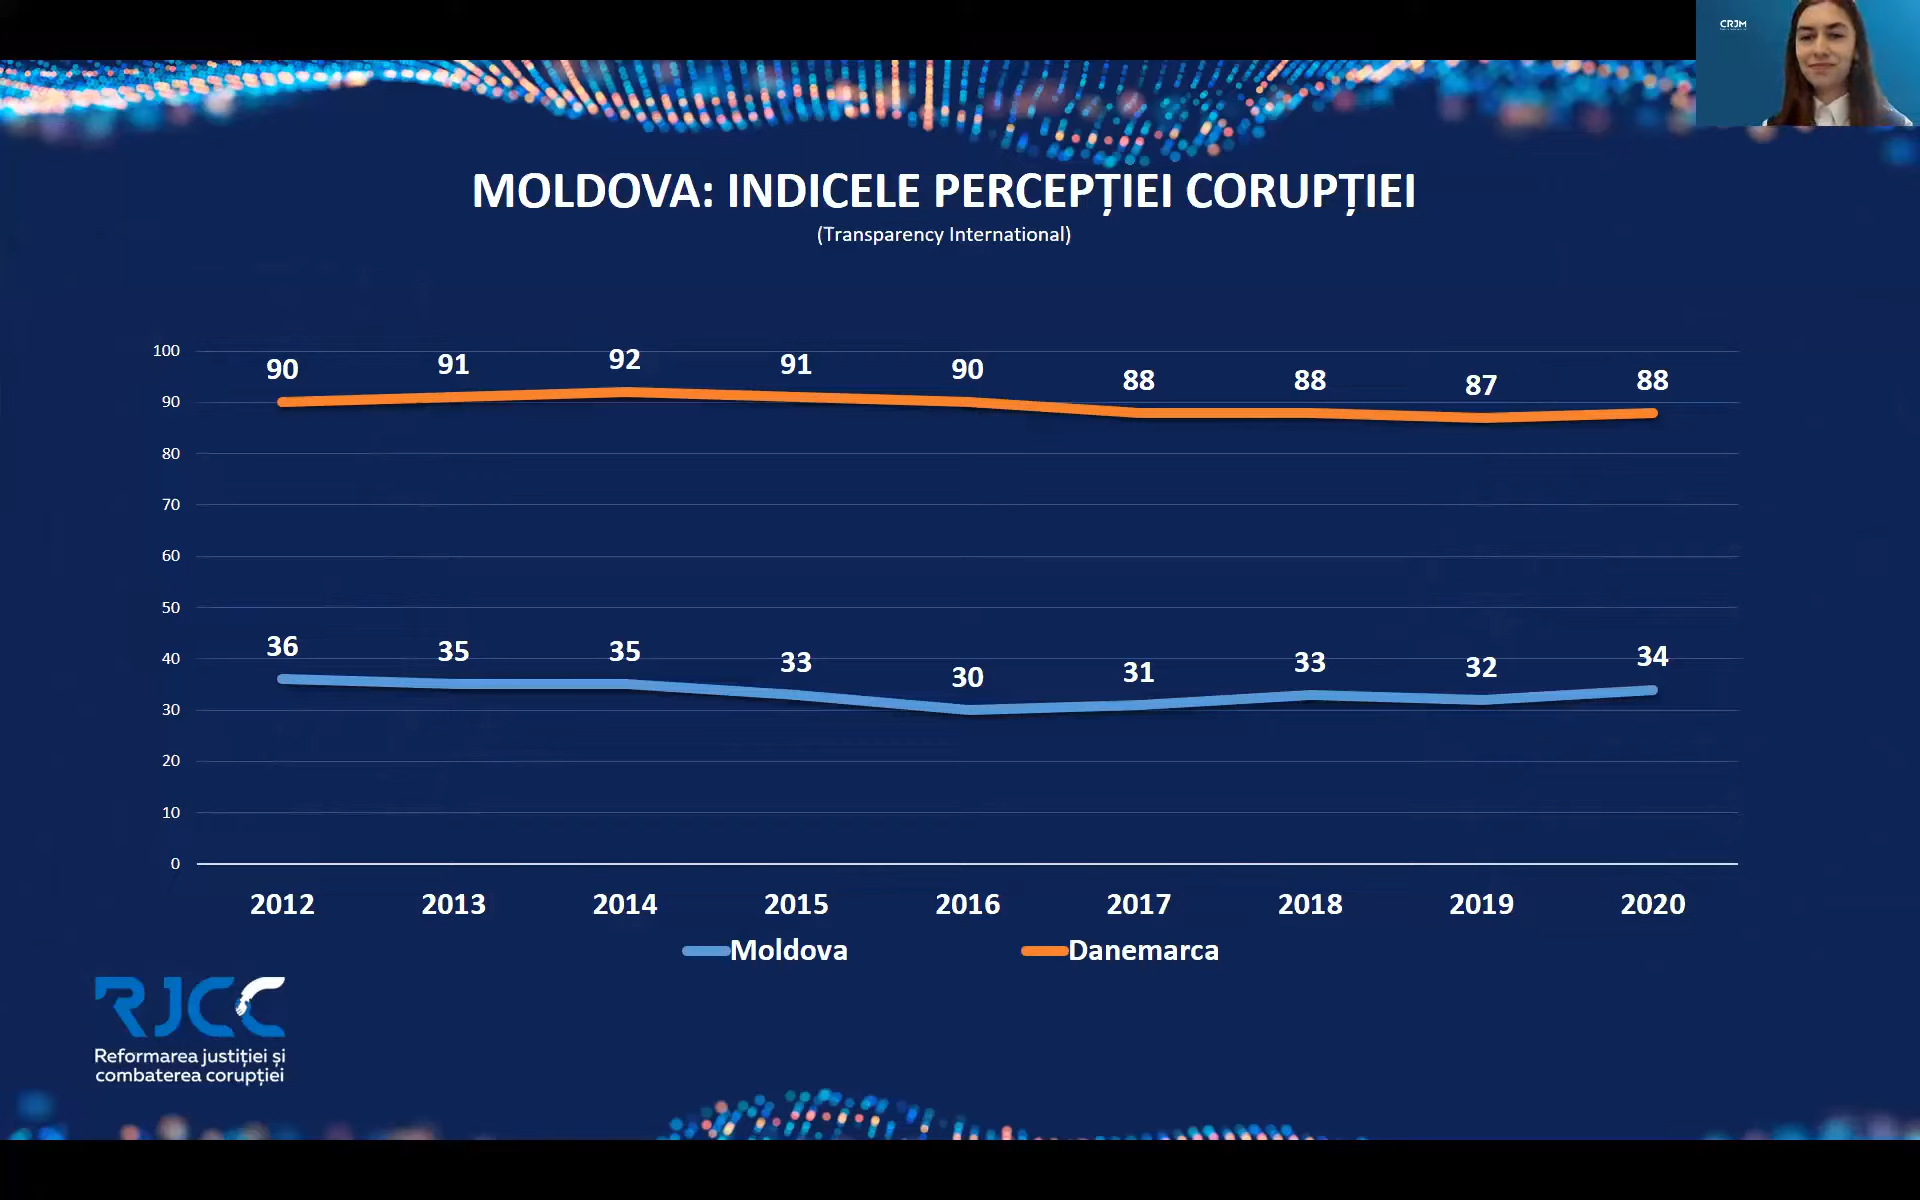 CRJM
MOLDOVA: INDICELE PERCEPȚIEI CORUPȚIEI
(Transparency International)
100
90
80
70
60
50
40
30
20
10
0
90 91 92 91 90 88 88 87 88
36 35 35 33 30 31 33 32 34
2012 2013 2014 2015 2016 2017 2018 2019 2020
Moldova Danemarca
RJCC
Reformarea justiției și
combaterea corupției